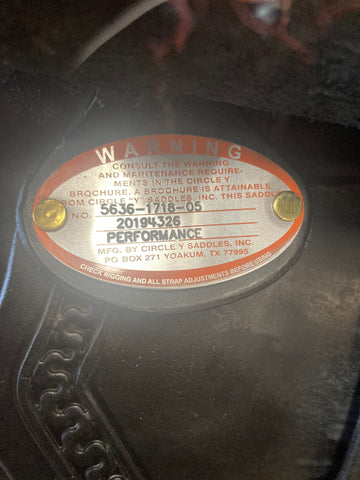 WARNING
CONSULT THE WARNING
AND MAINTENANCE REQUIRE-
MENTS IN THE CIRCLE Y
BROCHURE. A BROCHURE IS ATTAINABLE
FROM CIRCLE "Y" SADDLES, INC. THIS SADDLE
5636-1718-05
NO.
20194326
PERFORMANCE
MFG. BY CIRCLE Y SADDLES, INC.
PO BOX 271 YOAKUM, TX 77995
CHECK RIGGING AND ALL STRAP ADJUSTMENTS BEFORE USING